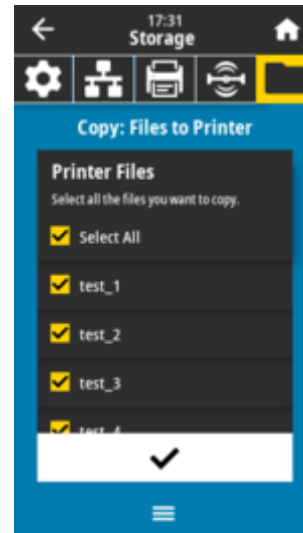 17:31
Storage
Copy: Files to Printer
Printer Files
Select all the files you want to copy.
Select All
test_1
test_2
test_3
test_4